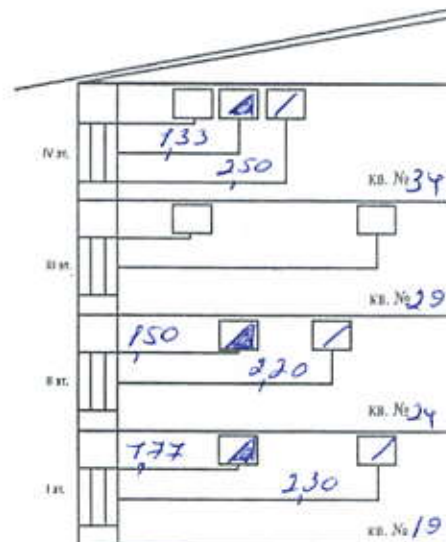 1,33
2,50
IV эт.
кв. №34
III эт.
кв. №29
1,50
2,20
II эт.
кв. №24
1,77
2,30
I эт.
кв. №19